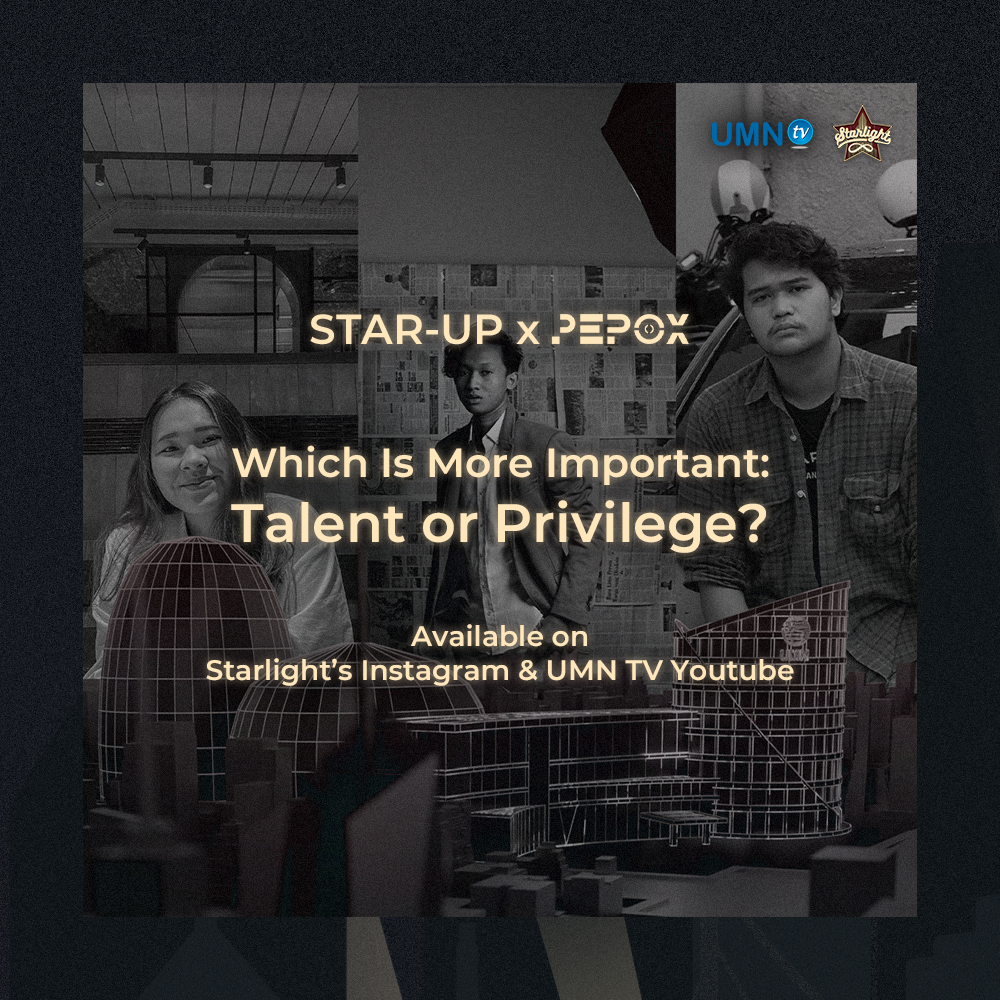 UMN tv
Starlight
STAR-UP x PEPOX
Which Is More Important:
Talent or Privilege?
Available on
Starlight's Instagram & UMN TV Youtube
UMN